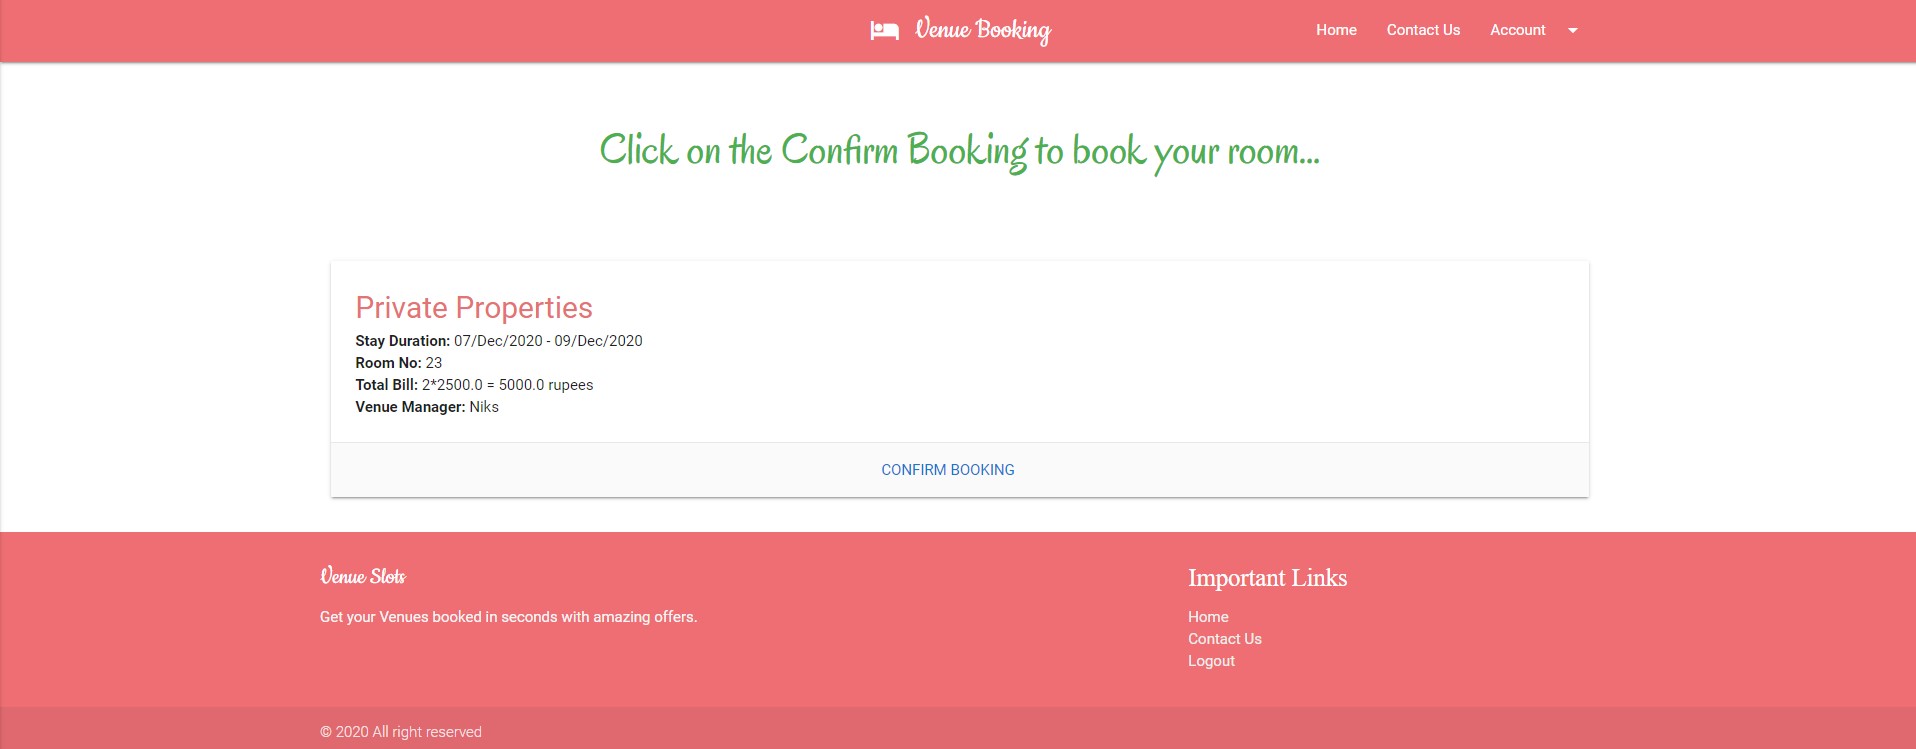 Venue Booking
Home Contact Us Account
Click on the Confirm Booking to book your room...
Private Properties
Stay Duration: 07/Dec/2020 - 09/Dec/2020
Room No: 23
Total Bill: 2*2500.0 = 5000.0 rupees
Venue Manager: Niks
CONFIRM BOOKING
Venue Slots
Get your Venues booked in seconds with amazing offers.
Important Links
Home
Contact Us
Logout
© 2020 All right reserved